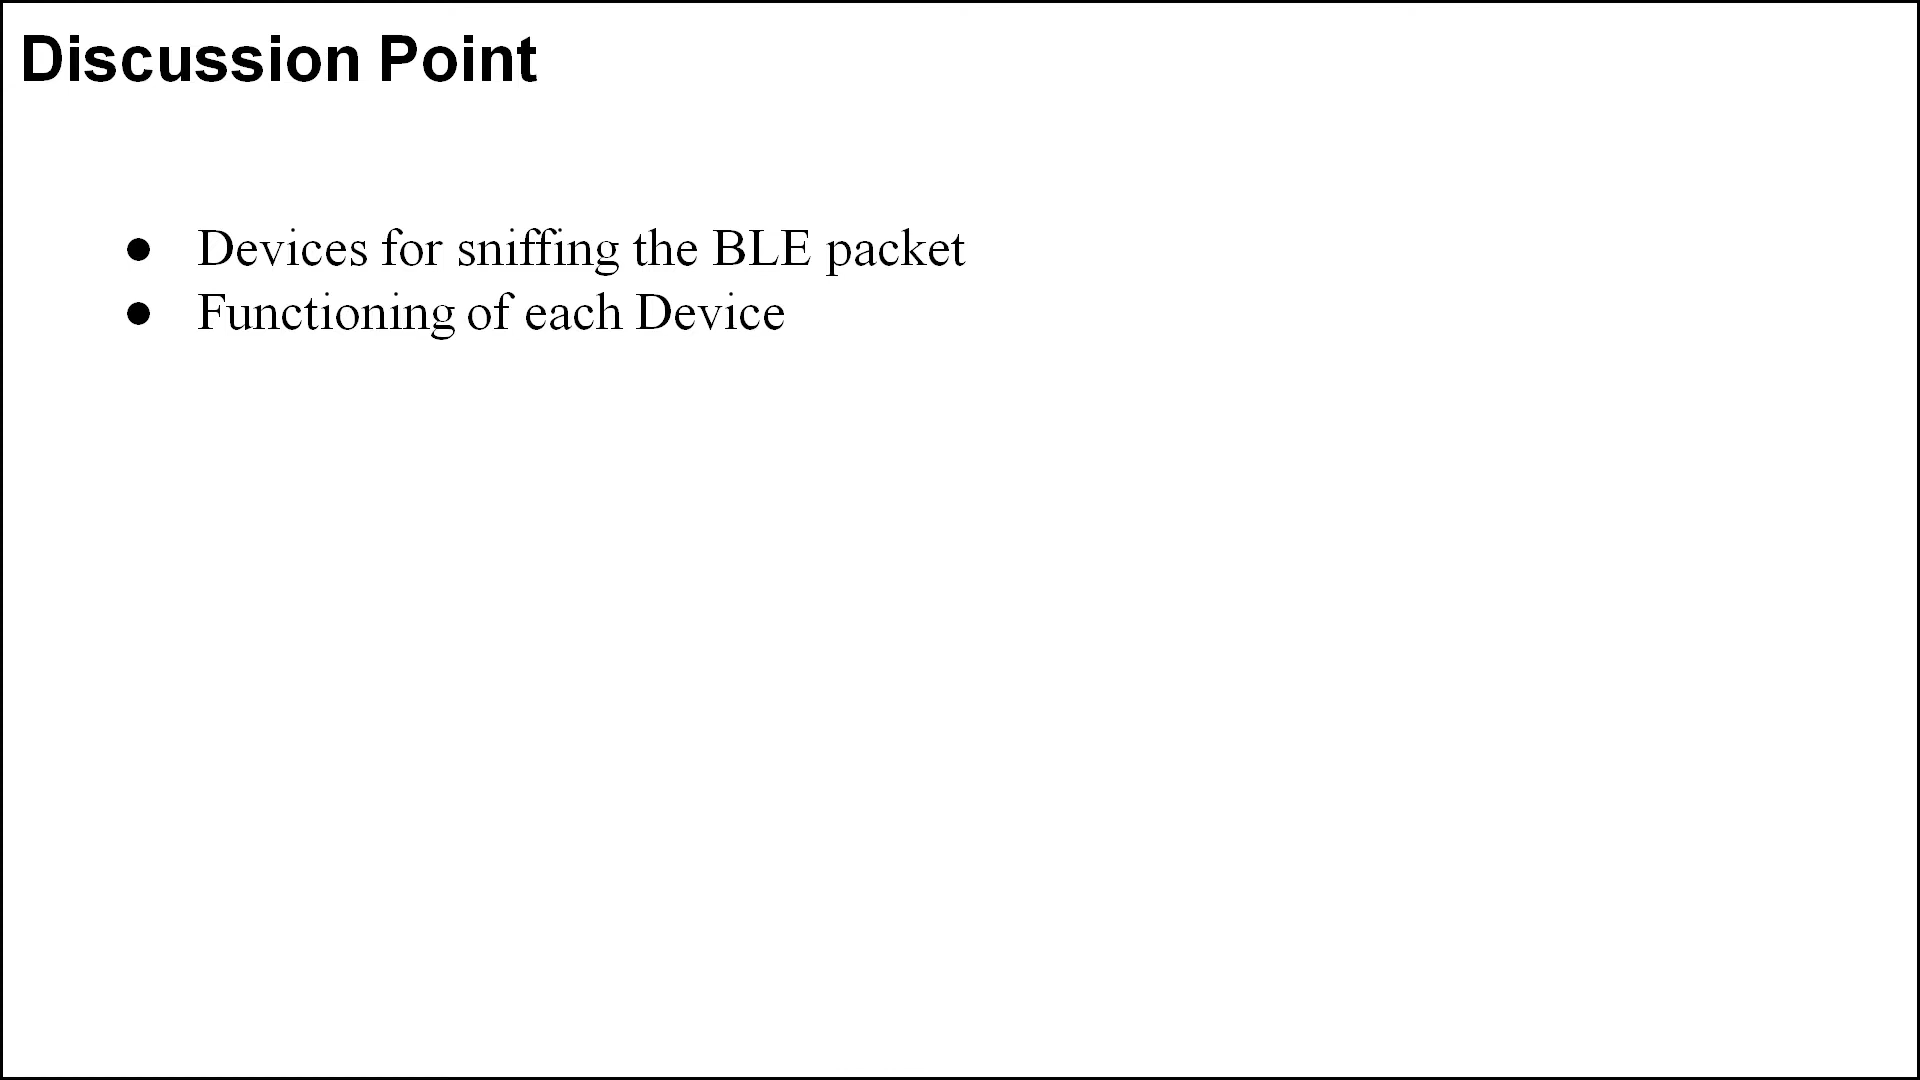 Discussion Point
● Devices for sniffing the BLE packet
● Functioning of each Device